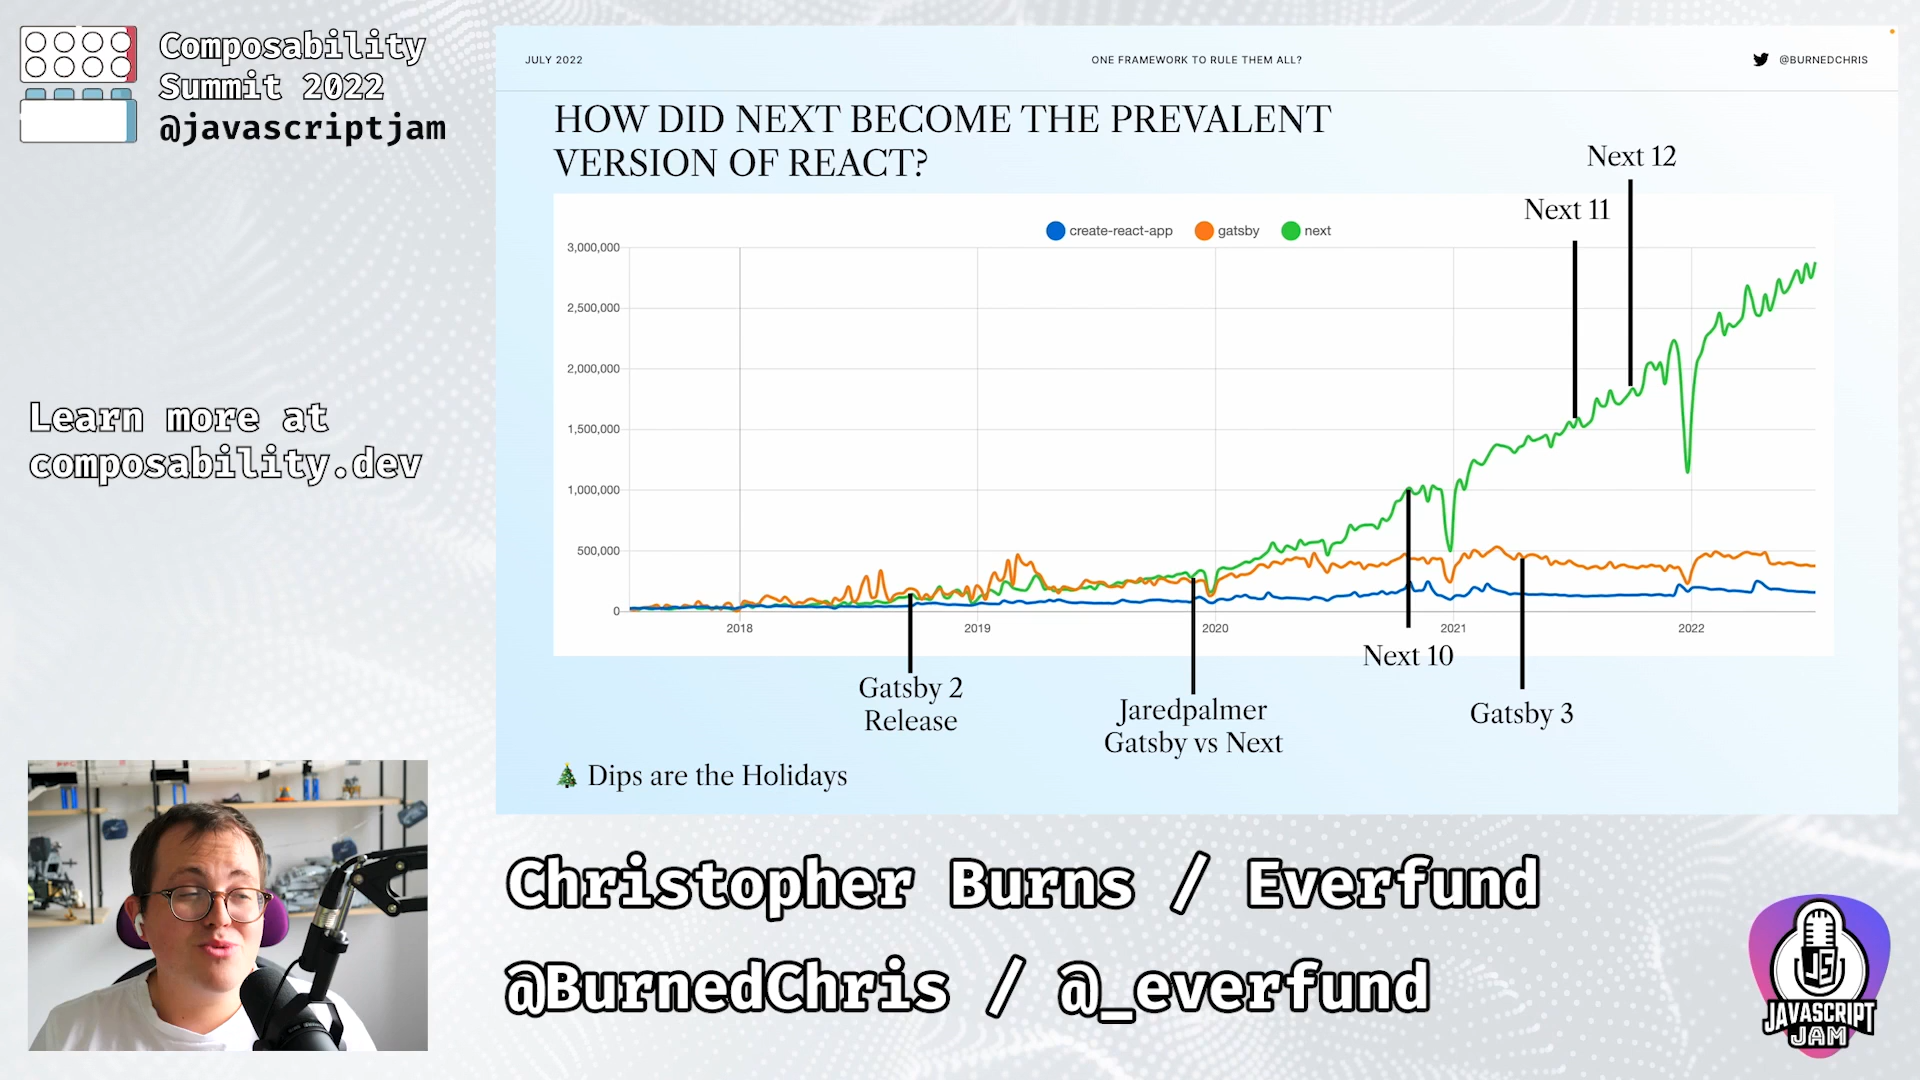 Composability
Summit 2022
@javascriptjam
Learn more at
composability.dev
JULY 2022
ONE FRAMEWORK TO RULE THEM ALL?
@BURNEDCHRIS
HOW DID NEXT BECOME THE PREVALENT
VERSION OF REACT?
Next 12
Next 11
create-react-app
gatsby
next
3,000,000
2,500,000
2,000,000
1,500,000
1,000,000
500,000
0
2018
2019
2020
2021
2022
Next 10
Gatsby 2
Release
Jaredpalmer
Gatsby vs Next
Gatsby 3
🎄 Dips are the Holidays
Christopher Burns / Everfund
@BurnedChris / @_everfund
JS
JAVASCRIPT
JAM